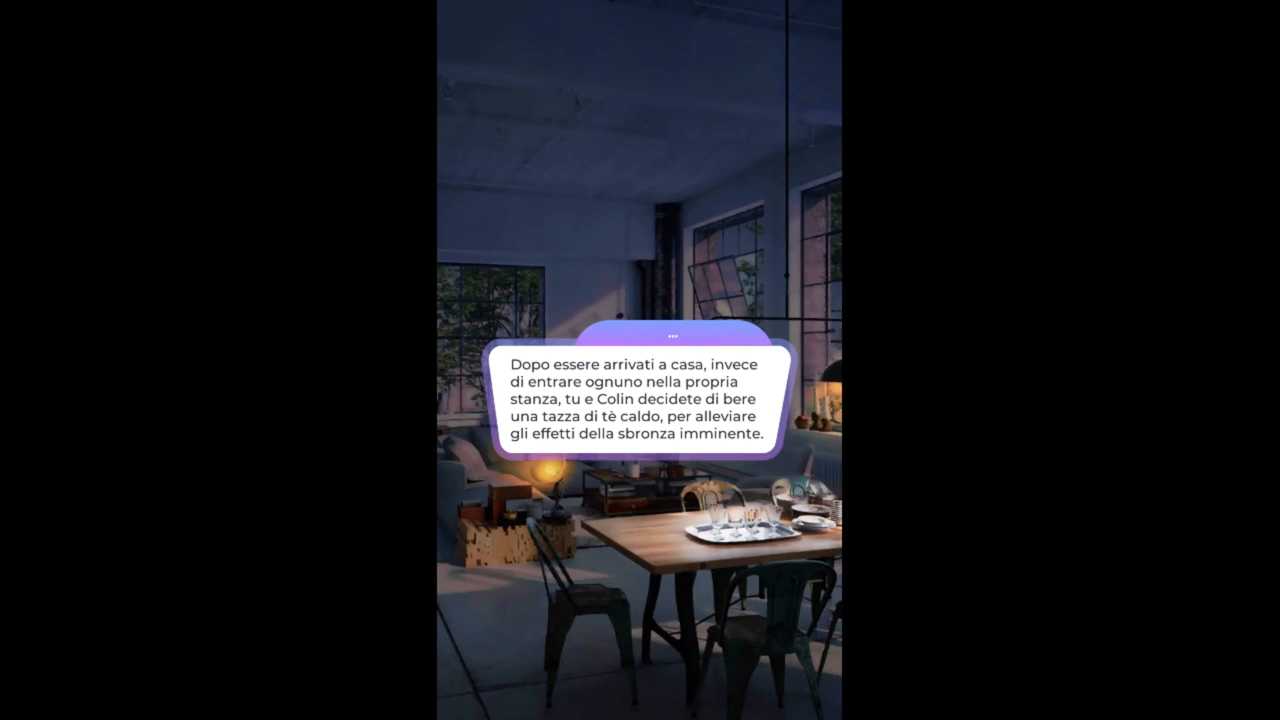 ...
Dopo essere arrivati a casa, invece
di entrare ognuno nella propria
stanza, tu e Colin decidete di bere
una tazza di tè caldo, per alleviare
gli effetti della sbronza imminente.